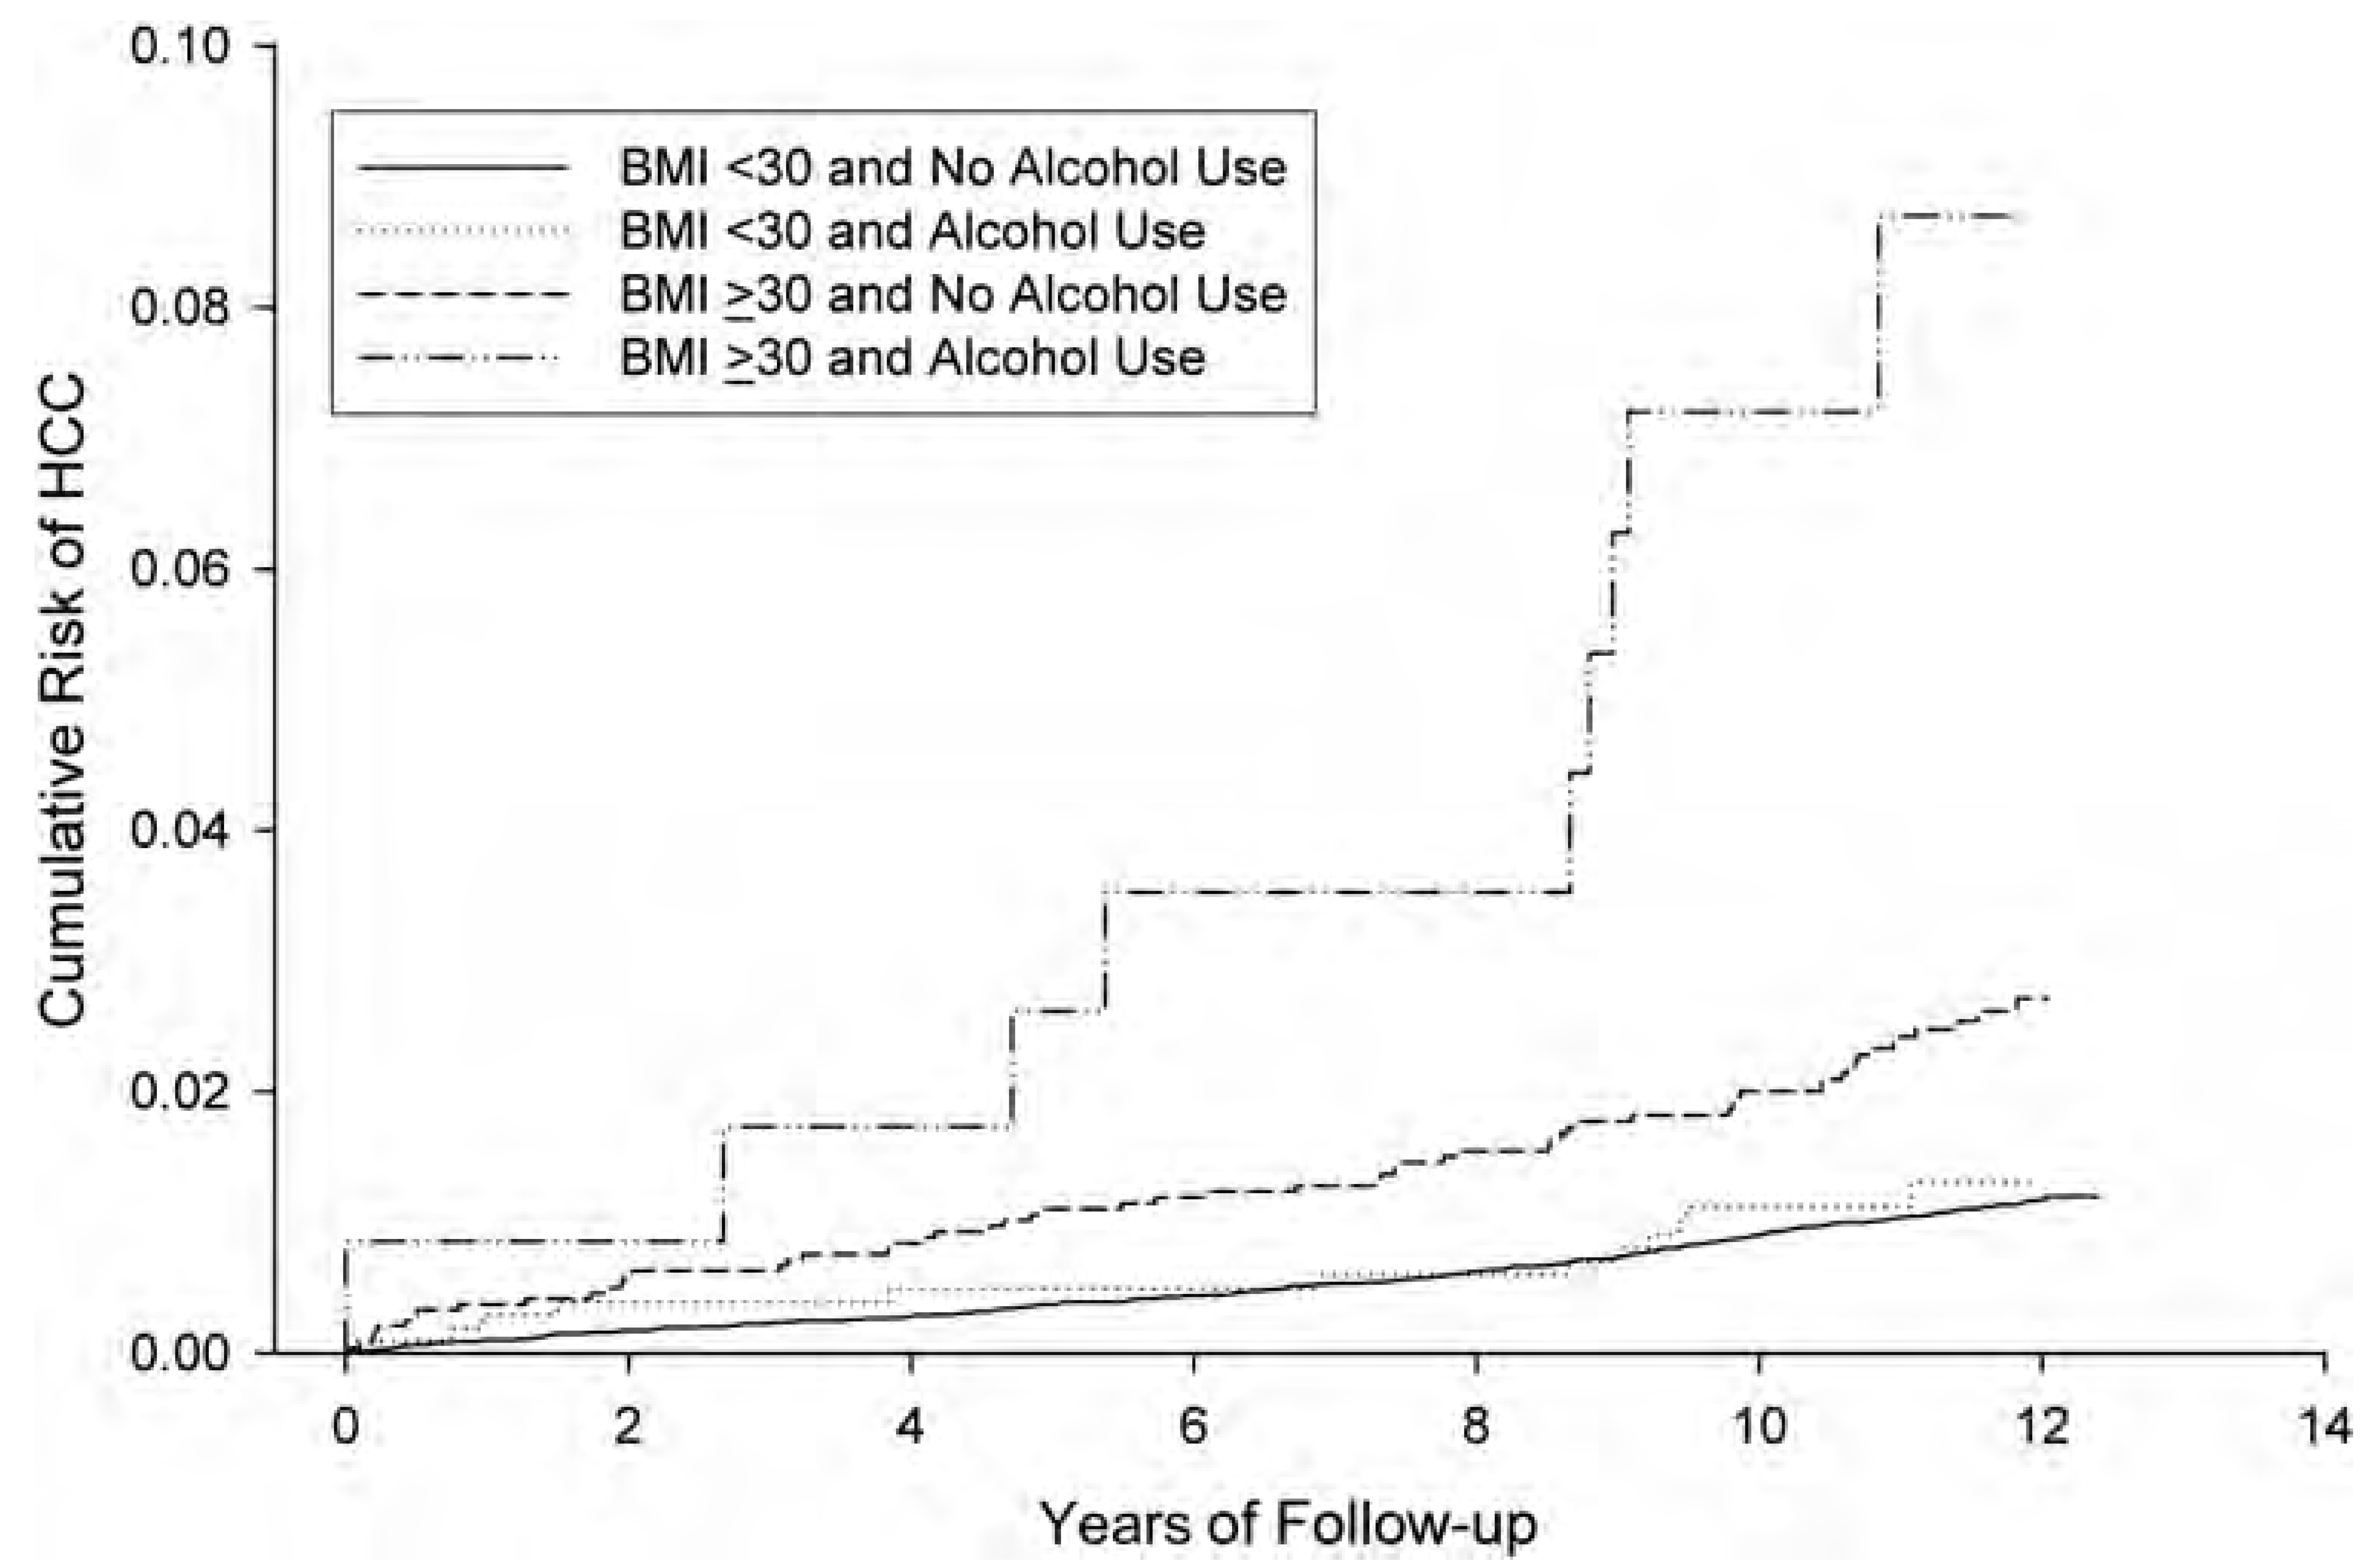 0.10
BMI <30 and No Alcohol Use
BMI <30 and Alcohol Use
BMI ≥30 and No Alcohol Use
BMI ≥30 and Alcohol Use
0.08
0.06
0.04
0.02
0.00
Cumulative Risk of HCC
0 2 4 6 8 10 12 14
Years of Follow-up